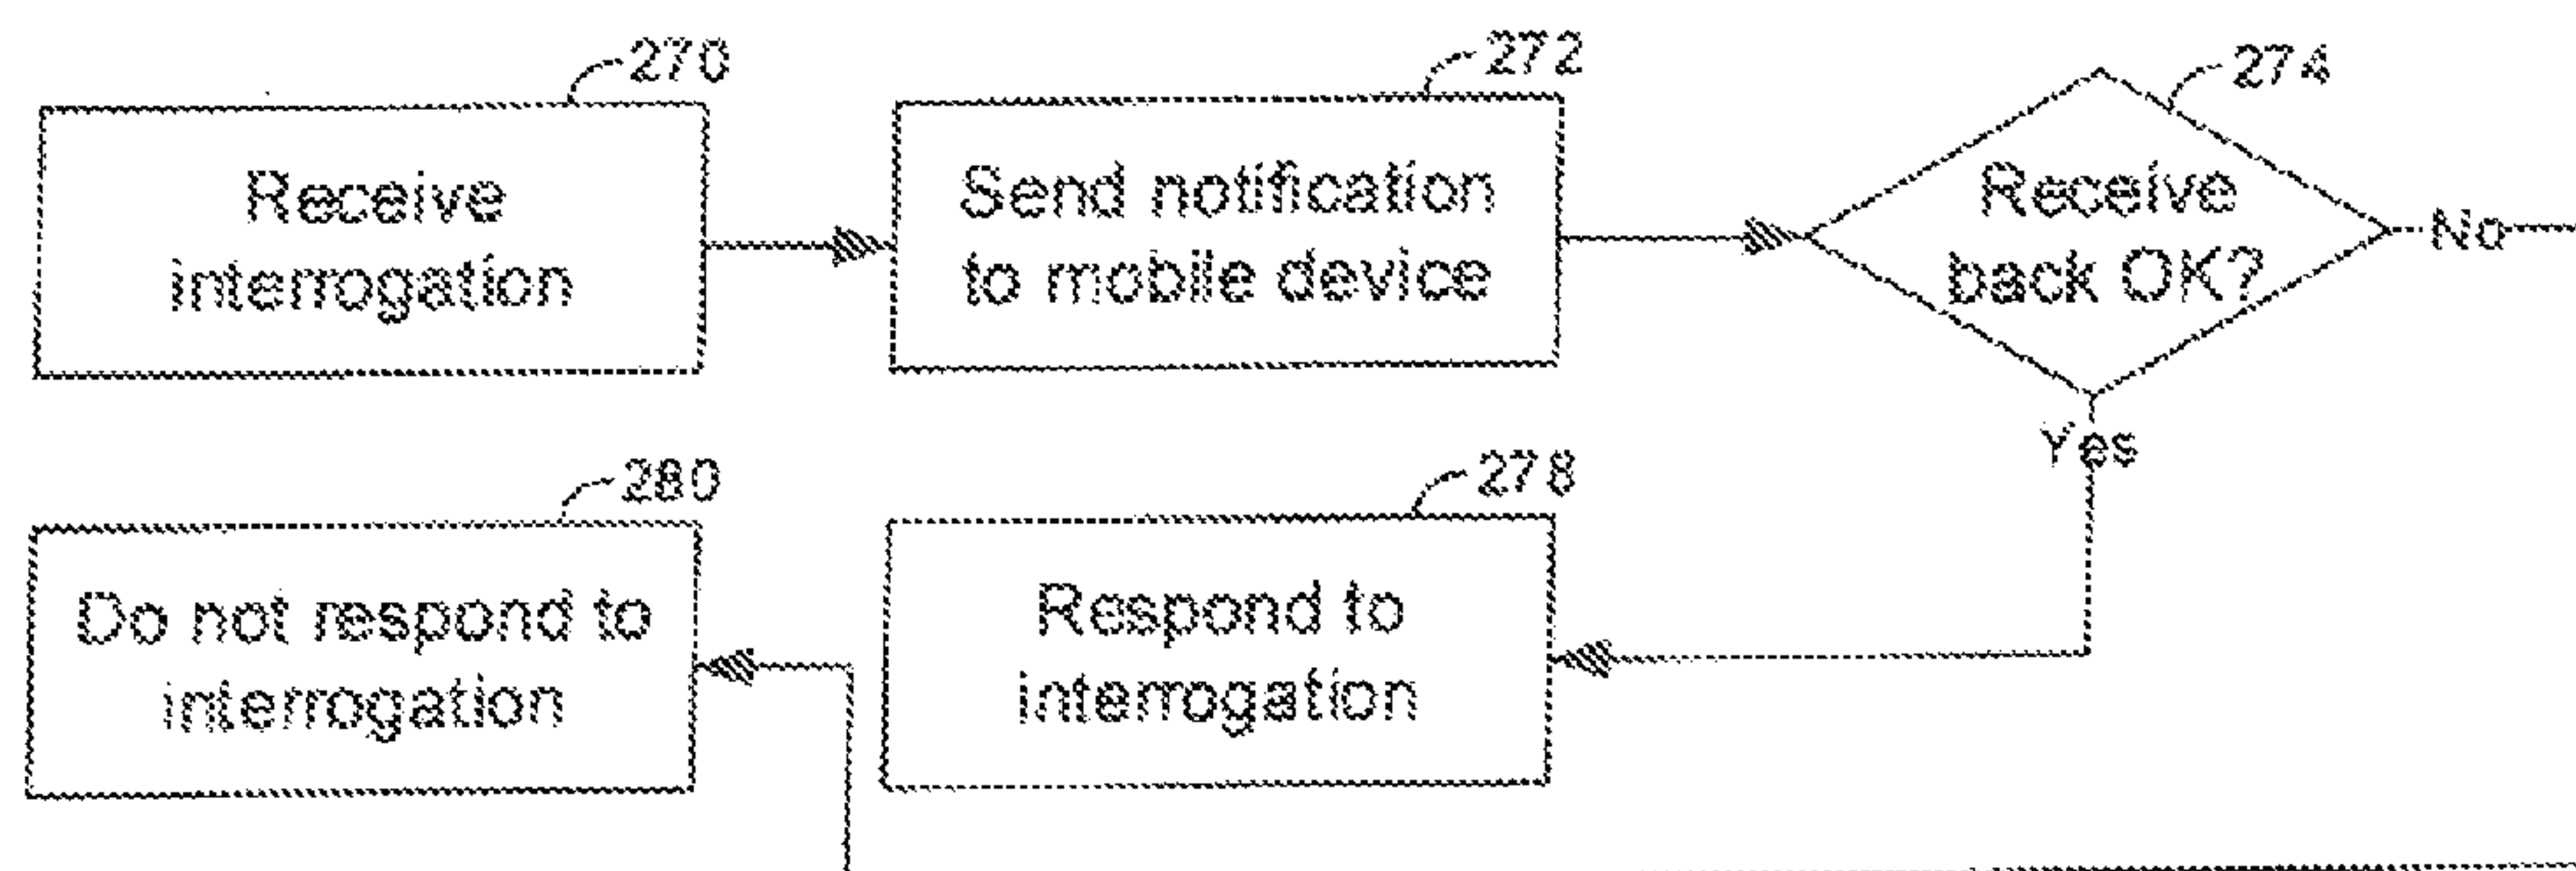 270
Receive
interrogation
272
Send notification
to mobile device
274
Receive
back OK?
No
Yes
280
Do not respond to
interrogation
278
Respond to
interrogation